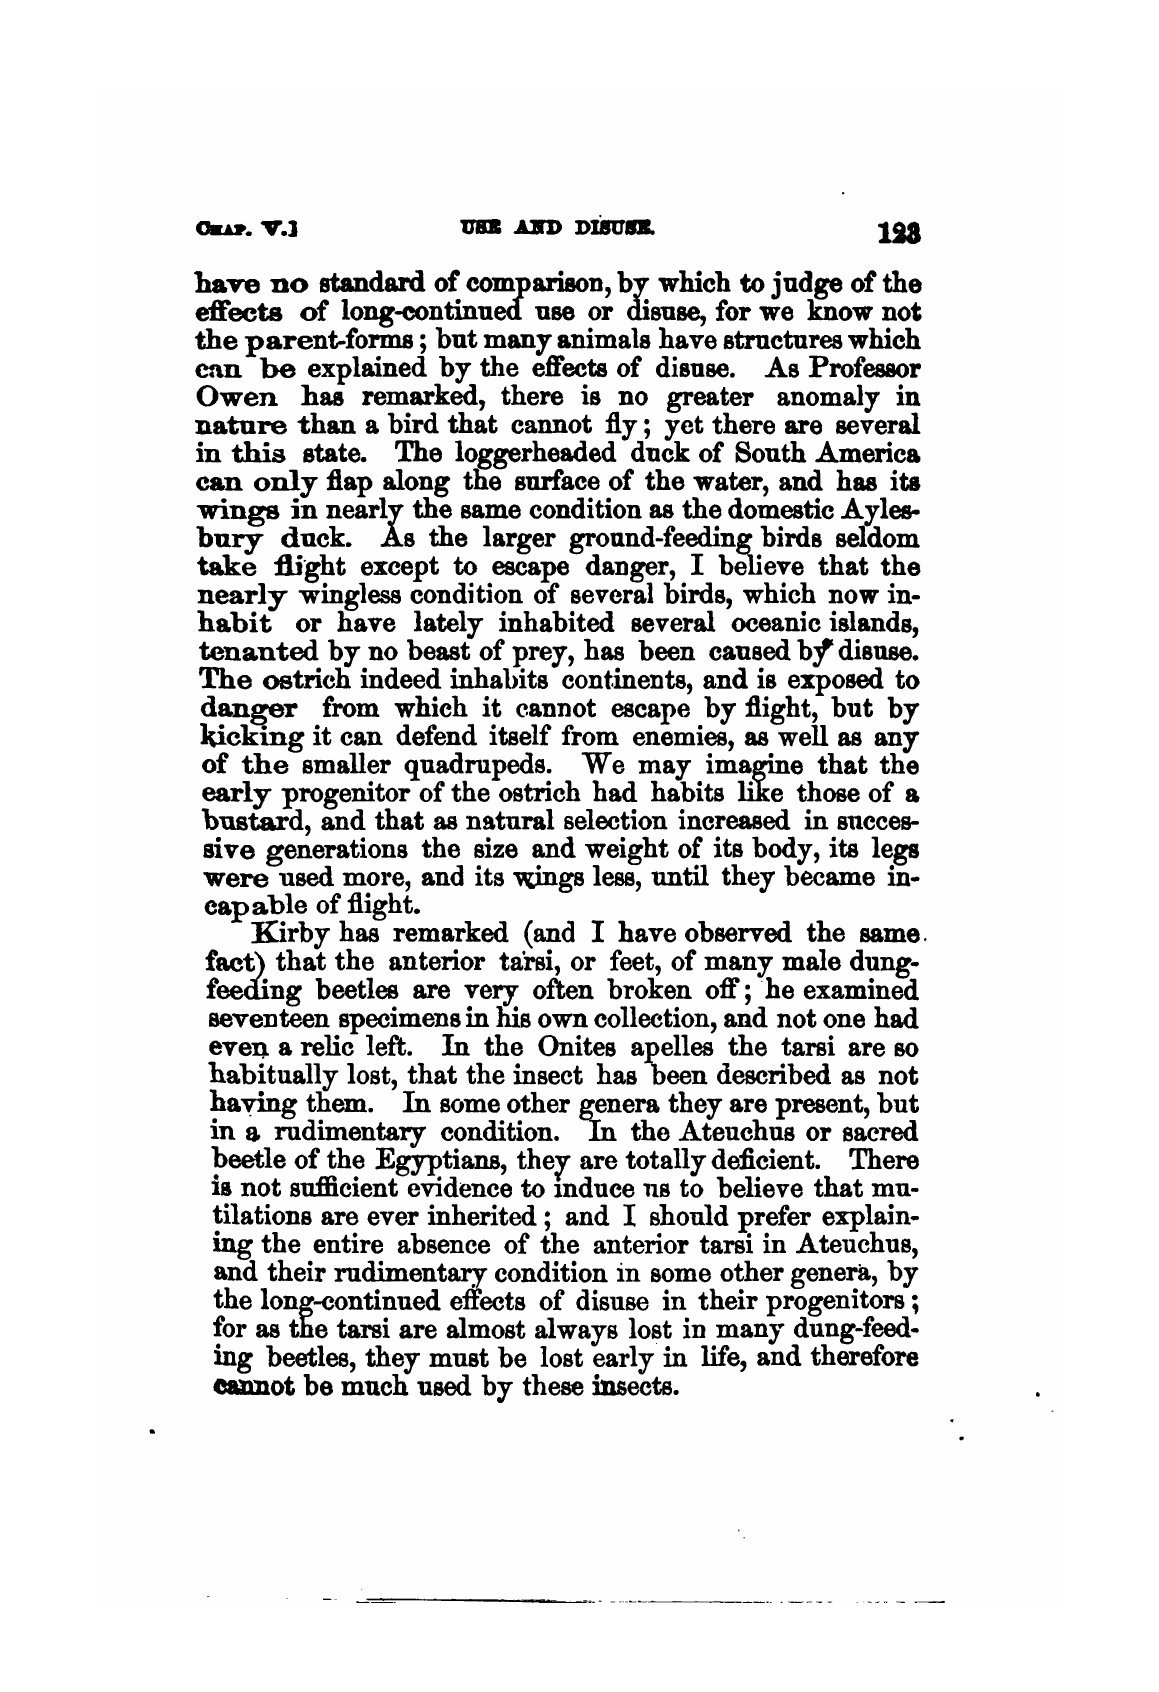 CHAP. V.] USE AND DISUSE. 123
have no standard of comparison, by which to judge of the
effects of long-continued use or disuse, for we know not
the parent-forms; but many animals have structures which
can be explained by the effects of disuse. As Professor
Owen has remarked, there is no greater anomaly in
nature than a bird that cannot fly; yet there are several
in this state. The loggerheaded duck of South America
can only flap along the surface of the water, and has its
wings in nearly the same condition as the domestic Ayles-
bury duck. As the larger ground-feeding birds seldom
take flight except to escape danger, I believe that the
nearly wingless condition of several birds, which now in-
habit or have lately inhabited several oceanic islands,
tenanted by no beast of prey, has been caused by disuse.
The ostrich indeed inhabits continents, and is exposed to
danger from which it cannot escape by flight, but by
kicking it can defend itself from enemies, as well as any
of the smaller quadrupeds. We may imagine that the
early progenitor of the ostrich had habits like those of a
bustard, and that as natural selection increased in succes-
sive generations the size and weight of its body, its legs
were used more, and its wings less, until they became in-
capable of flight.
Kirby has remarked (and I have observed the same
fact) that the anterior tarsi, or feet, of many male dung-
feeding beetles are very often broken off; he examined
seventeen specimens in his own collection, and not one had
even a relic left. In the Onites apelles the tarsi are so
habitually lost, that the insect has been described as not
having them. In some other genera they are present, but
in a rudimentary condition. In the Ateuchus or sacred
beetle of the Egyptians, they are totally deficient. There
is not sufficient evidence to induce us to believe that mu-
tilations are ever inherited; and I should prefer explain-
ing the entire absence of the anterior tarsi in Ateuchus,
and their rudimentary condition in some other genera, by
the long-continued effects of disuse in their progenitors;
for as the tarsi are almost always lost in many dung-feed-
ing beetles, they must be lost early in life, and therefore
cannot be much used by these insects.